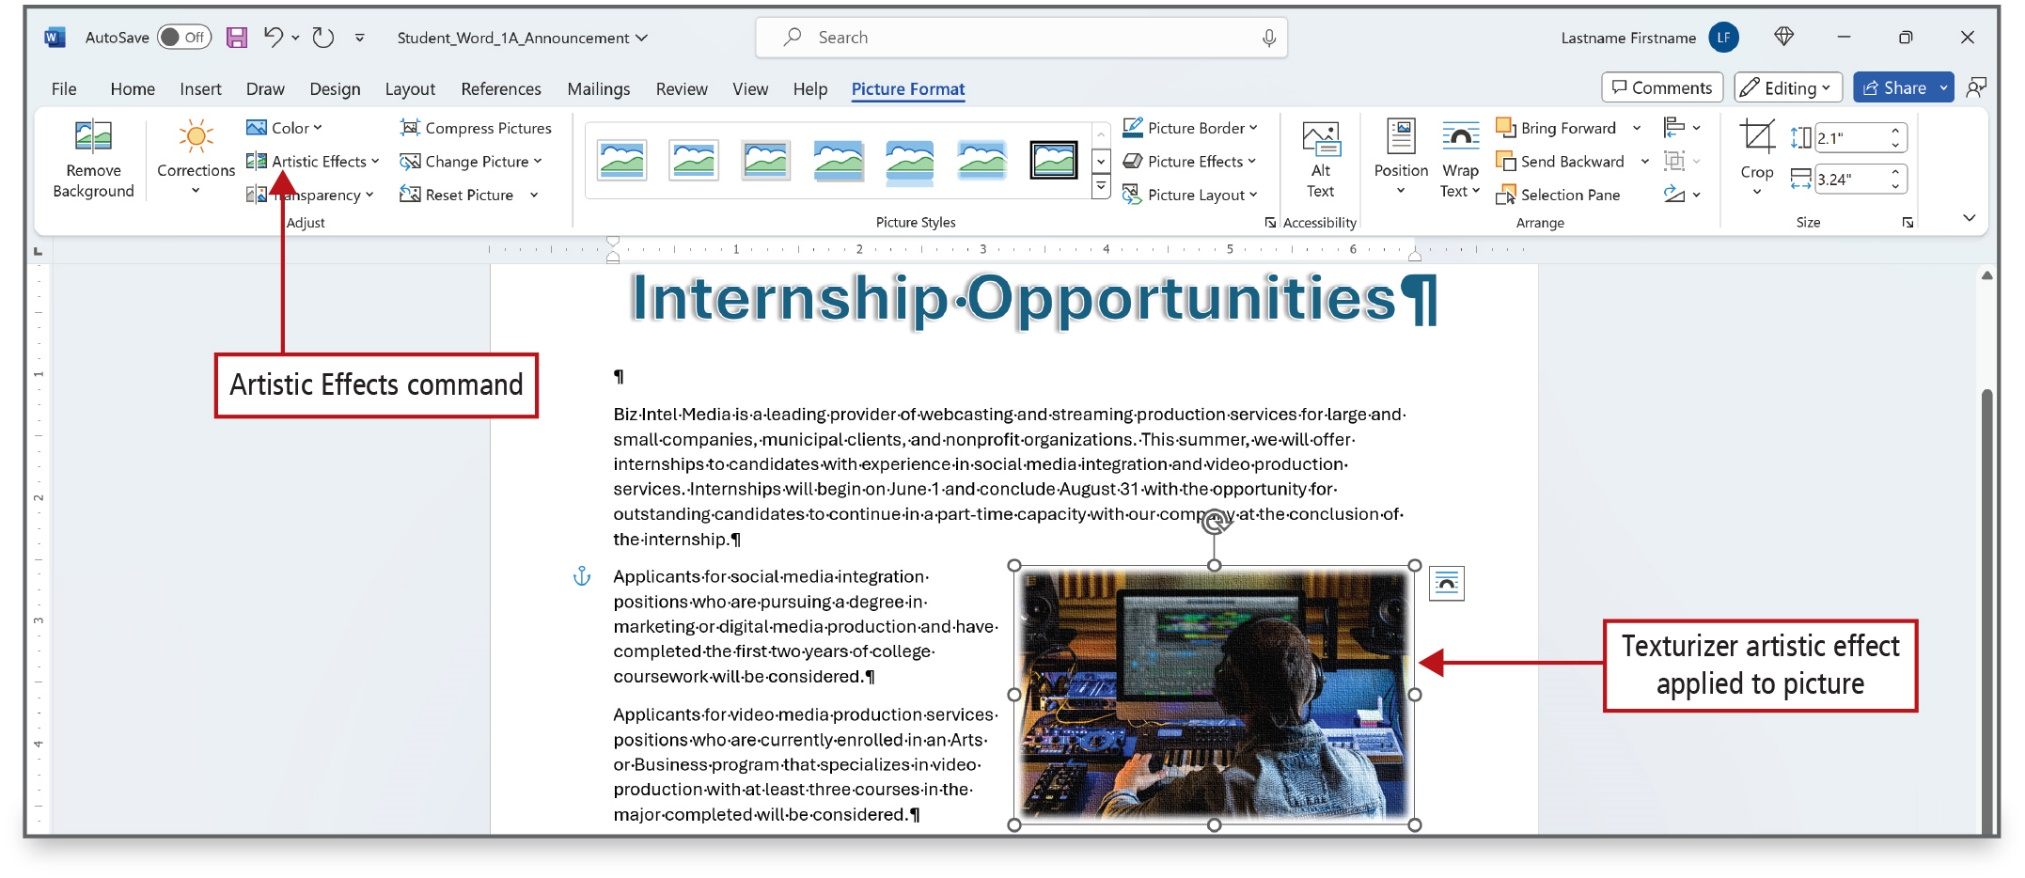 AutoSave Off Student_Word_1A_Announcement Search Lastname Firstname LF
File Home Insert Draw Design Layout References Mailings Review View Help Picture Format Comments Editing Share
Remove Background
Corrections
Color
Artistic Effects
Transparency
Compress Pictures
Change Picture
Reset Picture
Adjust
Picture Styles
Picture Border
Picture Effects
Picture Layout
Alt Text
Accessibility
Position
Wrap Text
Bring Forward
Send Backward
Selection Pane
Arrange
Crop
2.1"
3.24"
Size
1 2 3 4 5 6
Internship·Opportunities¶
Artistic Effects command
¶
Biz·Intel·Media·is·a·leading·provider·of·webcasting·and·streaming·production·services·for·large·and·
small·companies,·municipal·clients,·and·nonprofit·organizations.·This·summer,·we·will·offer·
internships·to·candidates·with·experience·in·social·media·integration·and·video·production·
services.·Internships·will·begin·on·June·1·and·conclude·August·31·with·the·opportunity·for·
outstanding·candidates·to·continue·in·a·part-time·capacity·with·our·company·at·the·conclusion·of·
the·internship.¶
Applicants·for·social·media·integration·
positions·who·are·pursuing·a·degree·in·
marketing·or·digital·media·production·and·have·
completed·the·first·two·years·of·college·
coursework·will·be·considered.¶
Applicants·for·video·media·production·services·
positions·who·are·currently·enrolled·in·an·Arts·
or·Business·program·that·specializes·in·video·
production·with·at·least·three·courses·in·the·
major·completed·will·be·considered.¶
Texturizer artistic effect
applied to picture
1
2
3
4